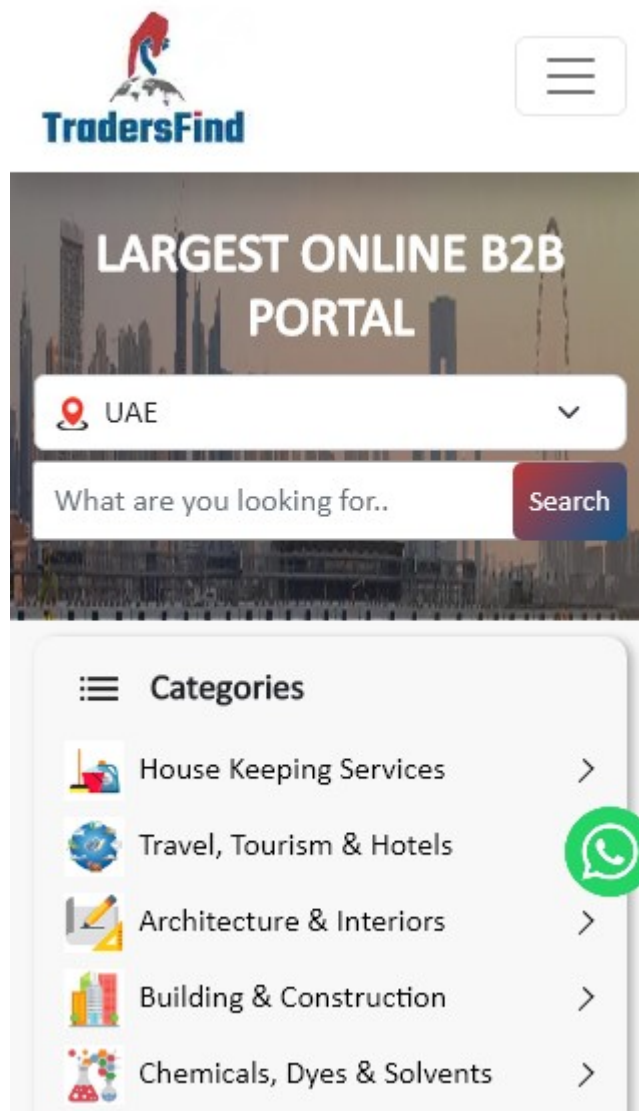 TradersFind
LARGEST ONLINE B2B
PORTAL
UAE
What are you looking for..
Search
Categories
House Keeping Services
Travel, Tourism & Hotels
Architecture & Interiors
Building & Construction
Chemicals, Dyes & Solvents